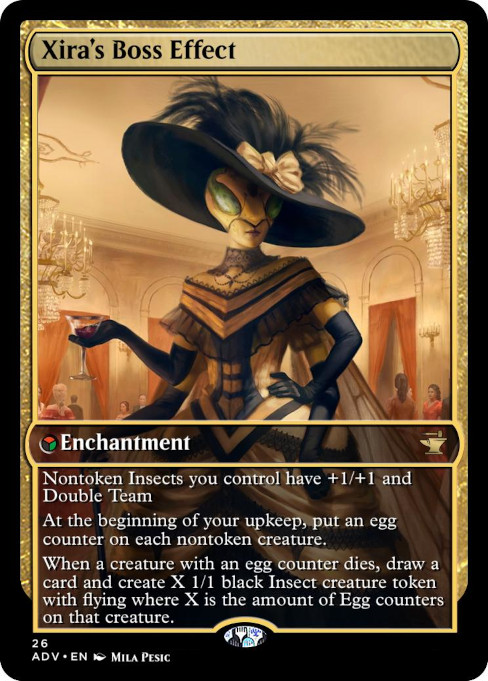 Xira's Boss Effect
Enchantment
Nontoken Insects you control have +1/+1 and
Double Team
At the beginning of your upkeep, put an egg
counter on each nontoken creature.
When a creature with an egg counter dies, draw a
card and create X 1/1 black Insect creature token
with flying where X is the amount of Egg counters
on that creature.
26
ADV • EN Mila Pesic